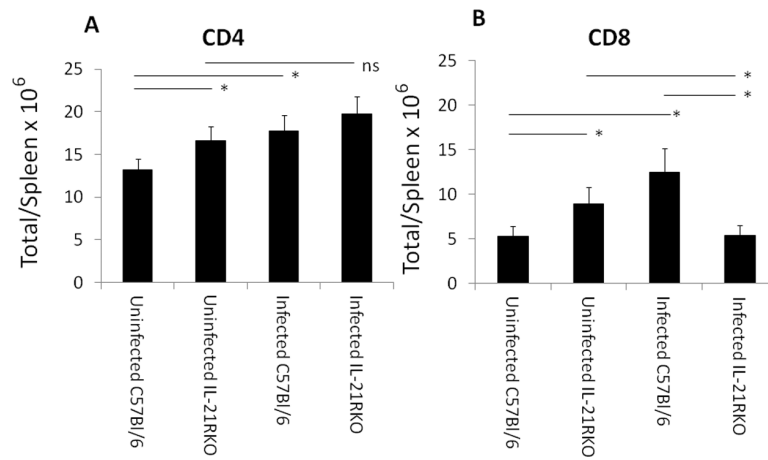 A
CD4
ns
*
*
Total/Spleen x 10⁶
25
20
15
10
5
0
Uninfected C57Bl/6
Uninfected IL-21RKO
Infected C57Bl/6
Infected IL-21RKO
B
CD8
*
*
*
*
Total/Spleen x 10⁶
25
20
15
10
5
0
Uninfected C57Bl/6
Uninfected IL-21RKO
Infected C57Bl/6
Infected IL-21RKO